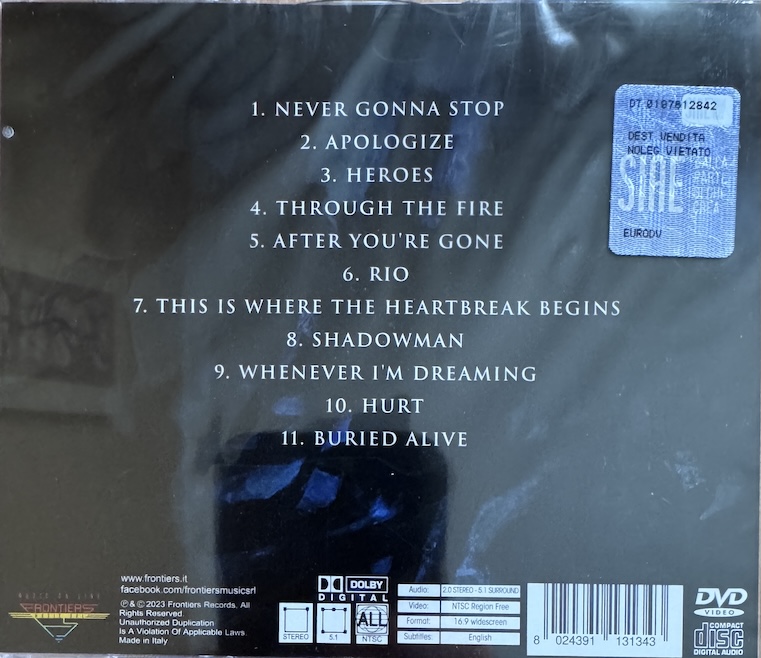 1. NEVER GONNA STOP
2. APOLOGIZE
3. HEROES
4. THROUGH THE FIRE
5. AFTER YOU'RE GONE
6. RIO
7. THIS IS WHERE THE HEARTBREAK BEGINS
8. SHADOWMAN
9. WHENEVER I'M DREAMING
10. HURT
11. BURIED ALIVE
DT 0107612842
DEST VENDITA
NOLEG VIETATO
SIAE
EURODV
FRONTIERS
www.frontiers.it
facebook.com/frontiersmusicsrl
℗ & © 2023 Frontiers Records. All
Rights Reserved
Unauthorized Duplication
Is A Violation Of Applicable Laws
Made in Italy
DOLBY
DIGITAL
STEREO
5.1
ALL
NTSC
Audio: 2.0 STEREO - 5.1 SURROUND
Video: NTSC Region Free
Format: 16.9 widescreen
Subtitles: English
8 024391 131343
DVD
VIDEO
COMPACT
disc
DIGITAL AUDIO